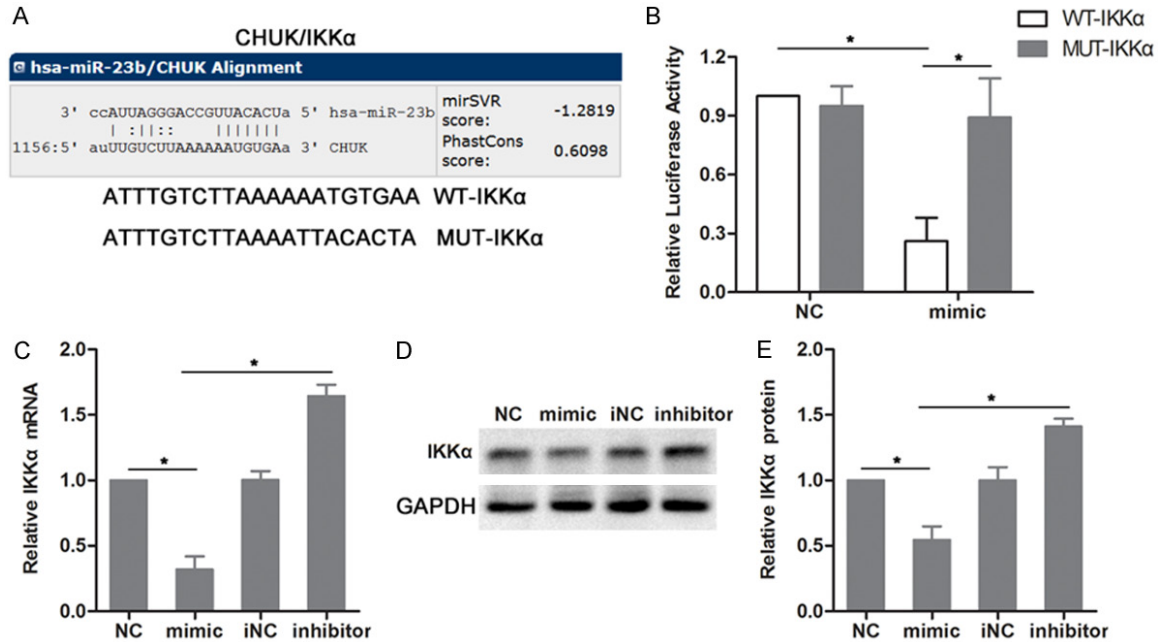 A
CHUK/IKKα
hsa-miR-23b/CHUK Alignment
3' ccAUUAGGGACCGUUACACUa 5' hsa-miR-23b
| :||:: |||||||
1156:5' auUUGUCUUAAAAAAUGUGAa 3' CHUK
mirSVR score: -1.2819
PhastCons score: 0.6098
ATTTGTCTTAAAAAATGTGAA WT-IKKα
ATTTGTCTTAAAATTACACTA MUT-IKKα
B
WT-IKKα
MUT-IKKα
Relative Luciferase Activity
1.2
0.9
0.6
0.3
0.0
* *
NC mimic
C
Relative IKKα mRNA
2.0
1.5
1.0
0.5
0.0
*
*
NC mimic iNC inhibitor
D
NC mimic iNC inhibitor
IKKα
GAPDH
E
Relative IKKα protein
2.0
1.5
1.0
0.5
0.0
*
*
NC mimic iNC inhibitor